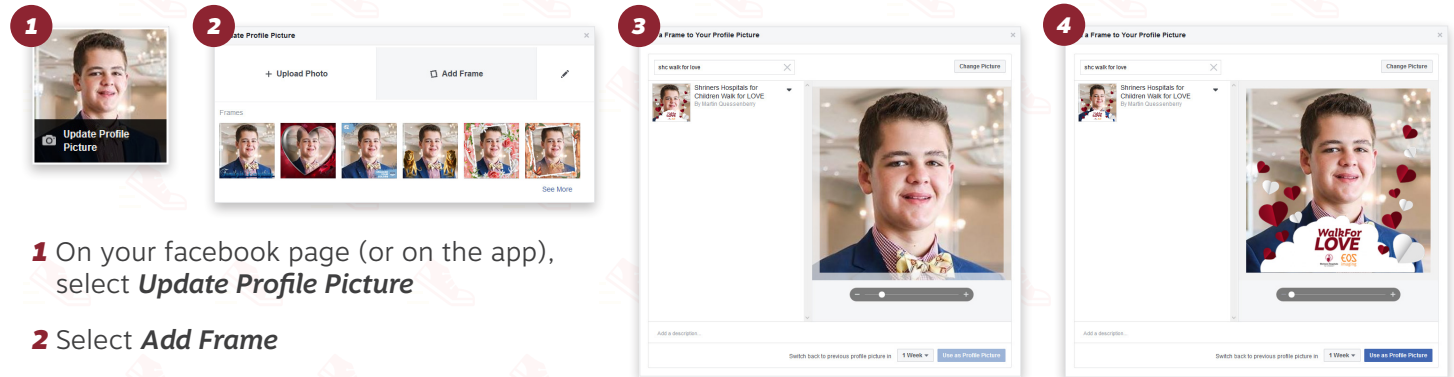 1
Update Profile
Picture
2
ate Profile Picture
+ Upload Photo
Add Frame
Frames
See More
3
a Frame to Your Profile Picture
shc walk for love
Change Picture
Shriners Hospitals for
Children Walk for LOVE
By Martin Quessenberry
Add a description...
Switch back to previous profile picture in
1 Week
Use as Profile Picture
4
a Frame to Your Profile Picture
shc walk for love
Change Picture
Shriners Hospitals for
Children Walk for LOVE
By Martin Quessenberry
WalkFor
LOVE
EOS
imaging
Add a description...
Switch back to previous profile picture in
1 Week
Use as Profile Picture
1 On your facebook page (or on the app),
select Update Profile Picture
2 Select Add Frame